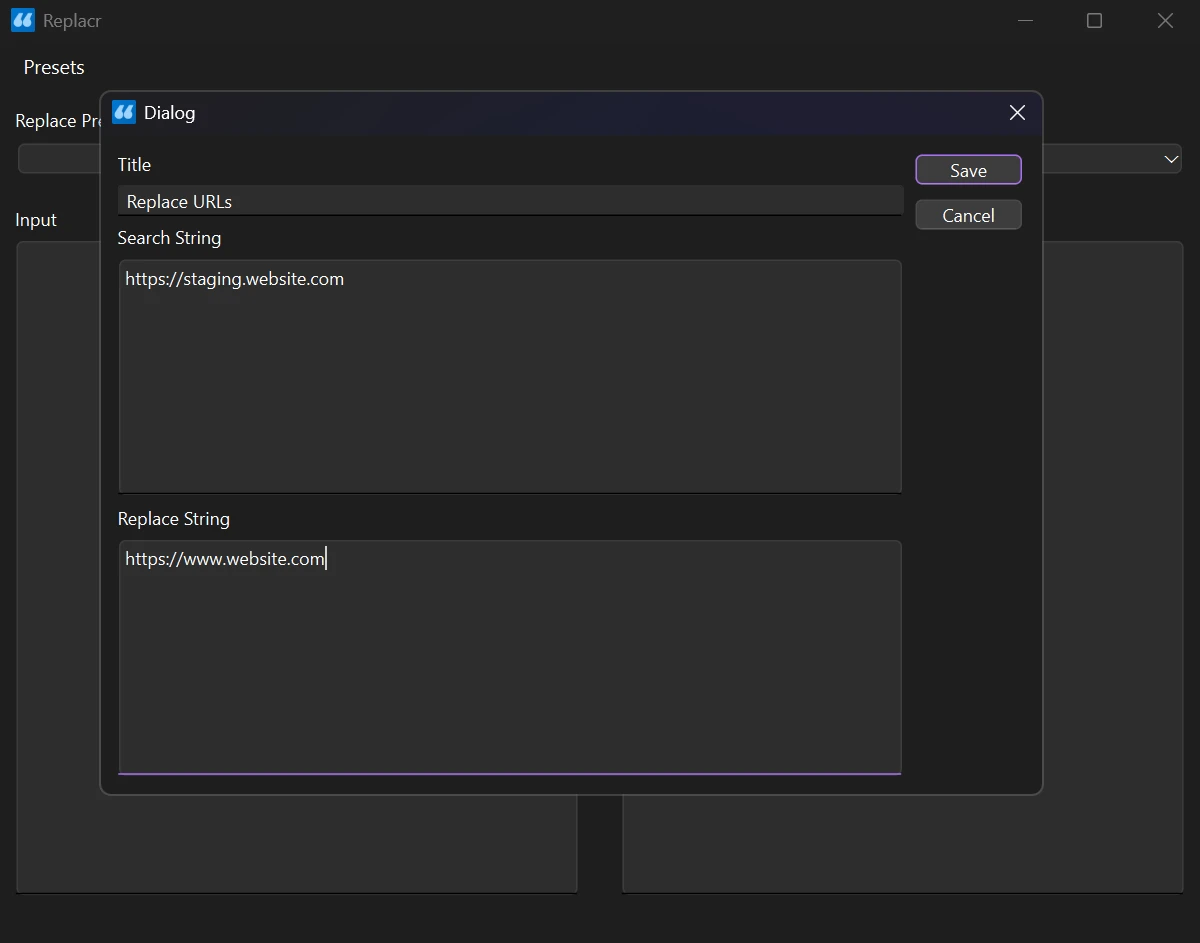 Replacr
Presets
Replace Pre
Dialog
Title
Save
Replace URLs
Cancel
Search String
Input
https://staging.website.com
Replace String
https://www.website.com